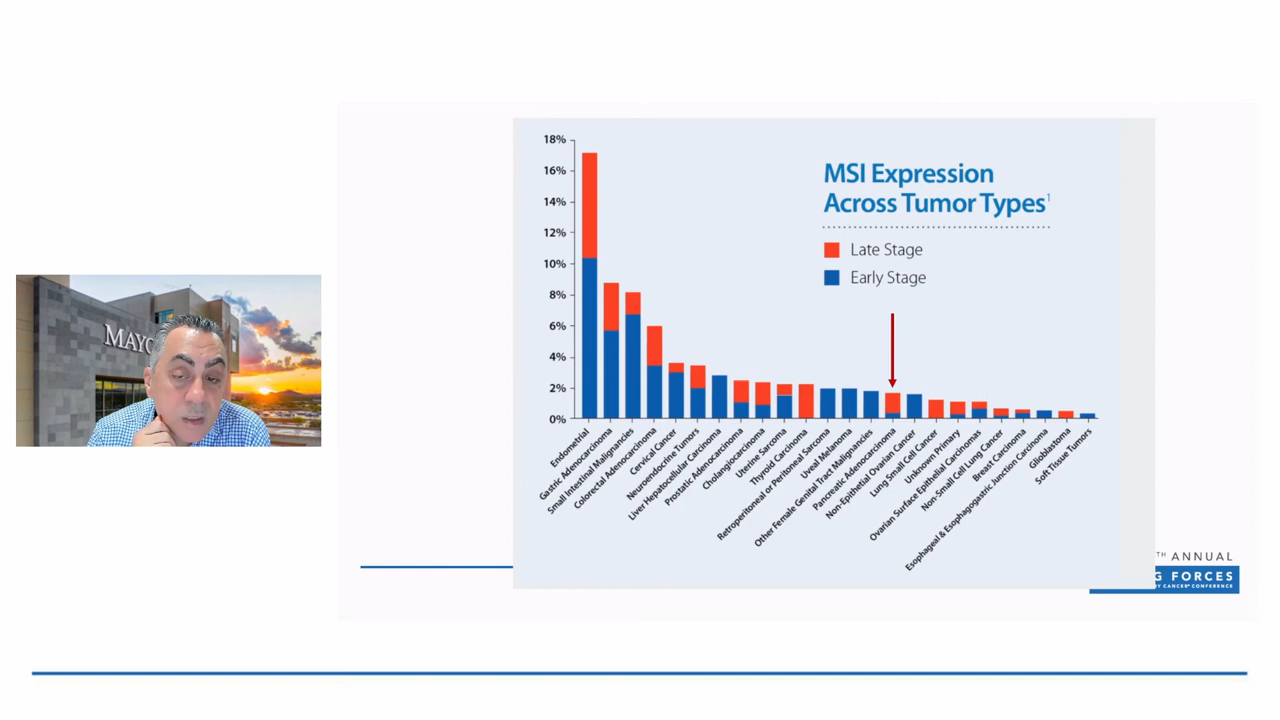 MAYO
18%
16%
14%
12%
10%
8%
6%
4%
2%
0%
MSI Expression
Across Tumor Types1
Late Stage
Early Stage
Endometrial
Gastric Adenocarcinoma
Small Intestinal Malignancies
Colorectal Adenocarcinoma
Cervical Cancer
Neuroendocrine Tumors
Liver Hepatocellular Carcinoma
Prostatic Adenocarcinoma
Cholangiocarcinoma
Uterine Sarcoma
Thyroid Carcinoma
Retroperitoneal or Peritoneal Sarcoma
Uveal Melanoma
Other Female Genital Tract Malignancies
Pancreatic Adenocarcinoma
Non-Epithelial Ovarian Cancer
Lung Small Cell Cancer
Unknown Primary
Ovarian Surface Epithelial Carcinomas
Non-Small Cell Lung Cancer
Breast Carcinoma
Esophageal & Esophagogastric Junction Carcinoma
Glioblastoma
Soft Tissue Tumors
TH ANNUAL
G FORCES
CANCER® CONFERENCE